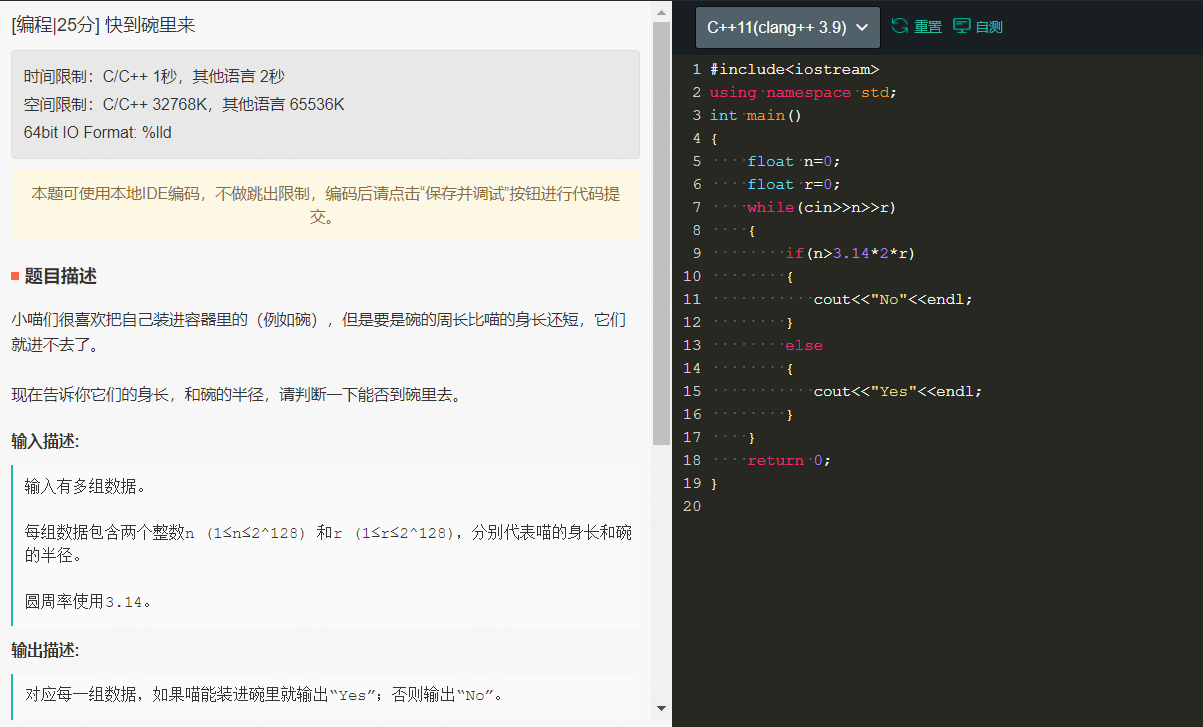 [编程|25分] 快到碗里来
时间限制：C/C++ 1秒，其他语言 2秒
空间限制：C/C++ 32768K，其他语言 65536K
64bit IO Format: %lld
本题可使用本地IDE编码，不做跳出限制，编码后请点击“保存并调试”按钮进行代码提
交。
题目描述
小喵们很喜欢把自己装进容器里的（例如碗），但是要是碗的周长比喵的身长还短，它们
就进不去了。
现在告诉你它们的身长，和碗的半径，请判断一下能否到碗里去。
输入描述:
输入有多组数据。
每组数据包含两个整数n (1≤n≤2^128) 和r (1≤r≤2^128)，分别代表喵的身长和碗
的半径。
圆周率使用3.14。
输出描述:
对应每一组数据，如果喵能装进碗里就输出“Yes”；否则输出“No”。
C++11(clang++ 3.9) 重置 自测
1 #include<iostream>
2 using namespace std;
3 int main()
4 {
5     float n=0;
6     float r=0;
7     while(cin>>n>>r)
8     {
9         if(n>3.14*2*r)
10         {
11            cout<<"No"<<endl;
12         }
13         else
14         {
15            cout<<"Yes"<<endl;
16         }
17     }
18     return 0;
19 }
20